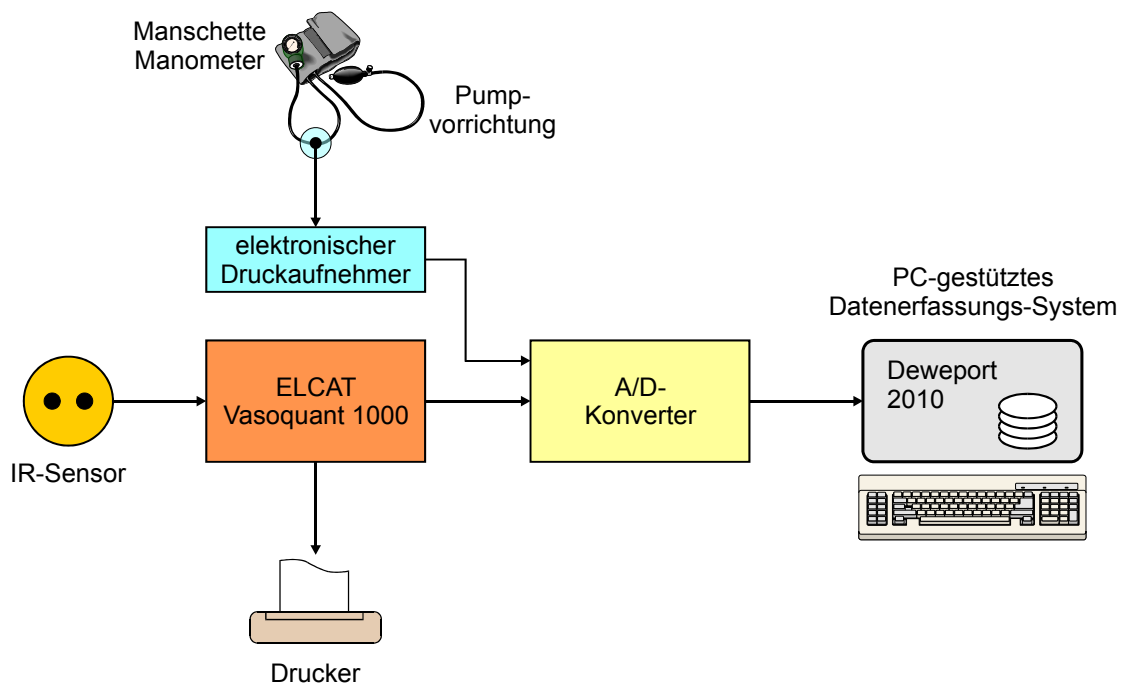 Manschette
Manometer
Pump-
vorrichtung
elektronischer
Druckaufnehmer
PC-gestütztes
Datenerfassungs-System
IR-Sensor
ELCAT
Vasoquant 1000
A/D-
Konverter
Deweport
2010
Drucker